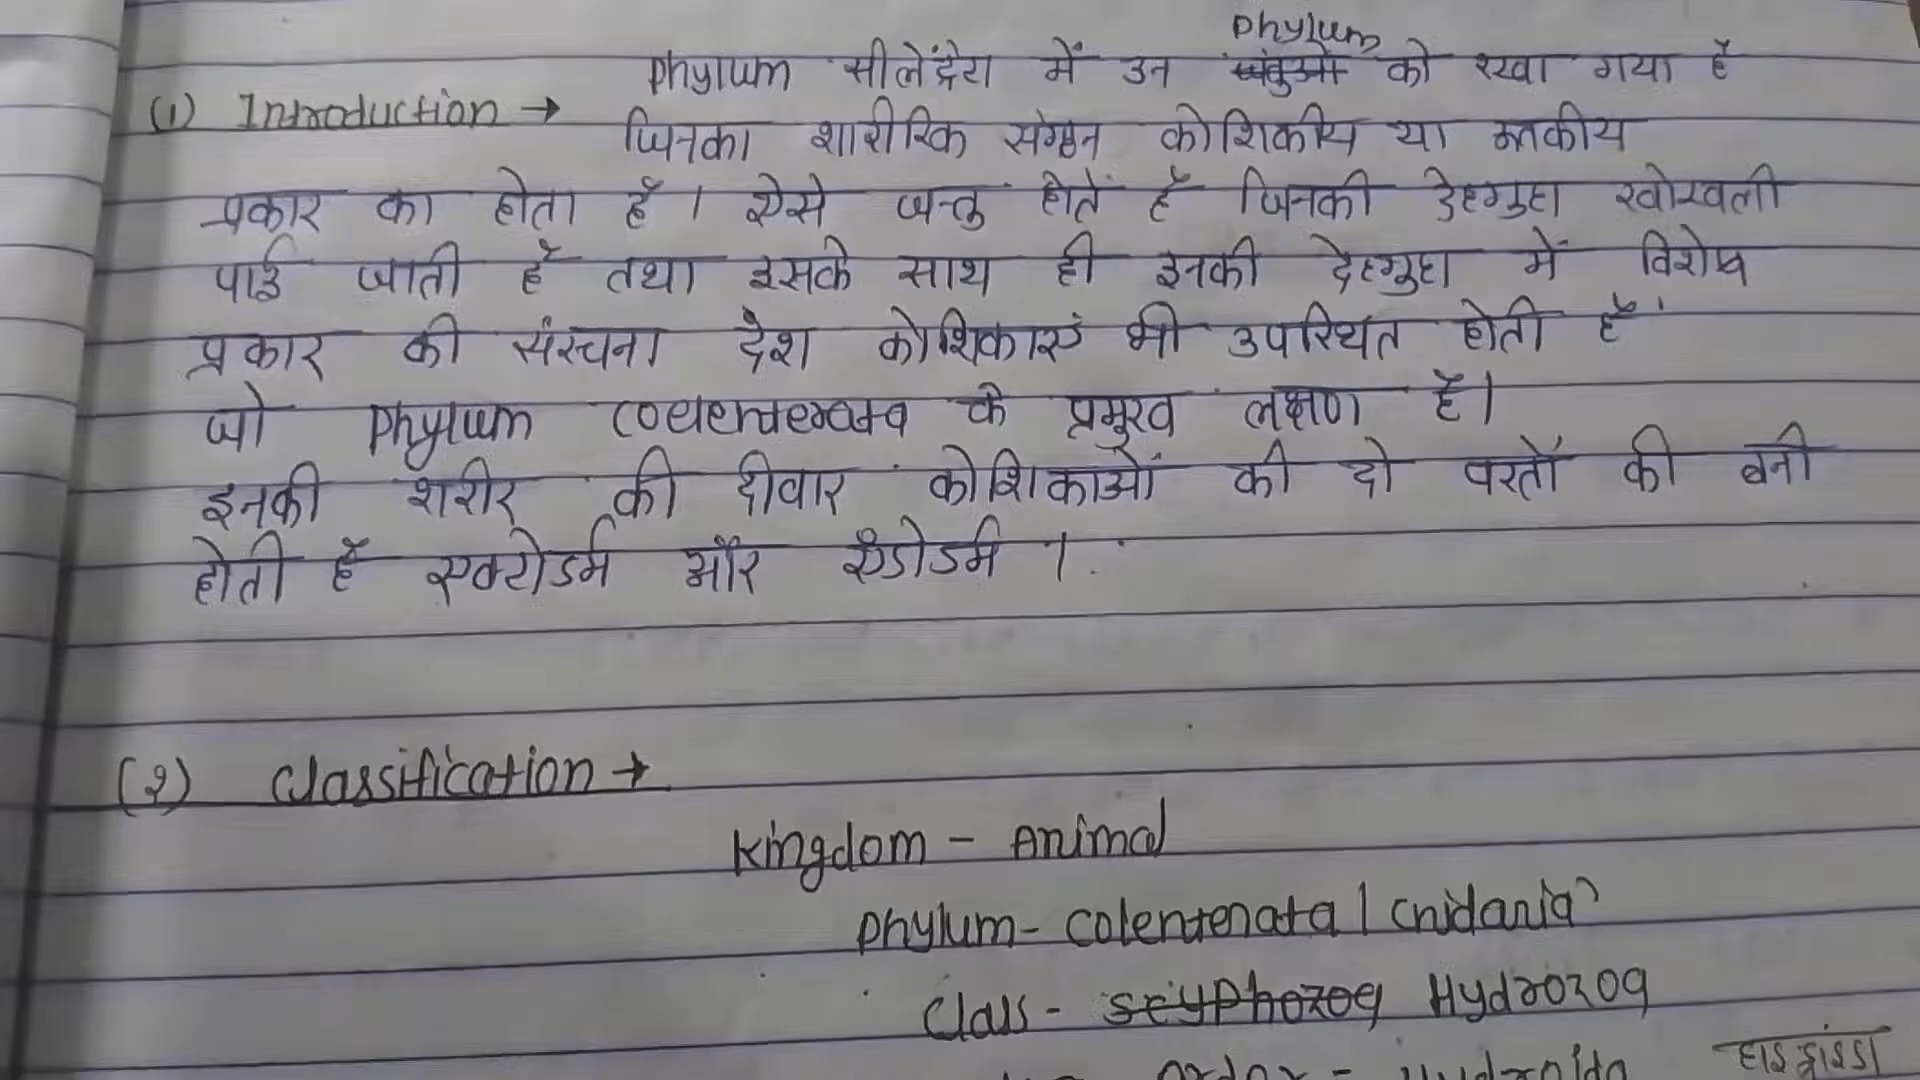 phylum
phylum सीलेंद्रेटा में उन जंतुओं को रखा गया हैं
(1) Introduction →
जिनका शारीरिक संगठन कोशिकीय या ऊतकीय
प्रकार का होता हैं । ऐसे जन्तु होतें हैं जिनकी देहगुहा खोखली
पाई जाती हैं तथा इसके साथ ही इनकी देहगुहा में विशेष
प्रकार की संरचना देश कोशिकाएं भी उपस्थित होती हैं
जो phylum coelenterata के प्रमुख लक्षण हैं।
इनकी शरीर की दीवार कोशिकाओं की दो परतों की बनी
होती हैं एक्टोडर्म और एंडोडर्म ।
(2) Classification →
Kingdom - Animal
phylum - Colenterata / Cnidaria
Class - Scyphozoa Hydrozoa
order - Hydroida